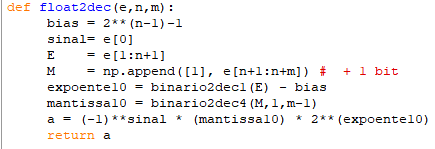 def float2dec(e,n,m):
    bias = 2**(n-1)-1
    sinal= e[0]
    E    = e[1:n+1]
    M    = np.append([1], e[n+1:n+m]) #  + 1 bit
    expoente10 = binario2dec1(E) - bias
    mantissa10 = binario2dec4(M,1,m-1)
    a = (-1)**sinal * (mantissa10) * 2**(expoente10)
    return a